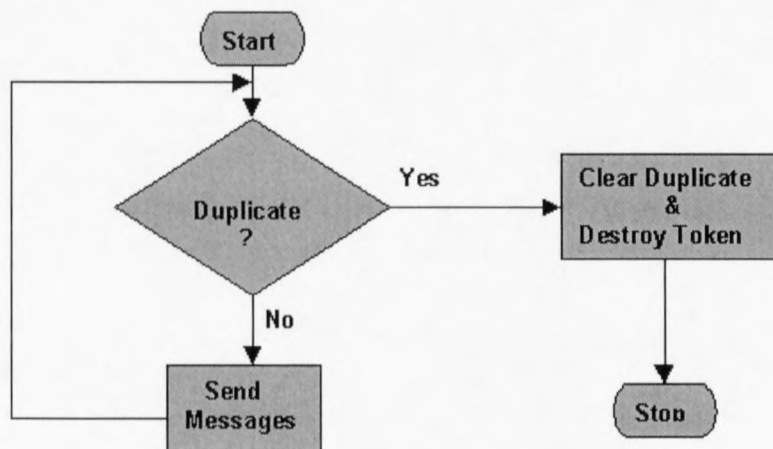 Start
Duplicate
?
Yes
Clear Duplicate
&
Destroy Token
No
Send
Messages
Stop